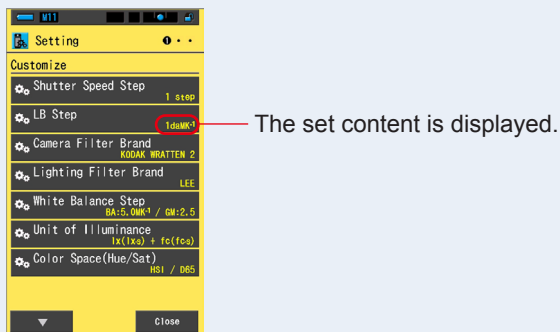 M11
Setting
Customize
Shutter Speed Step
1 step
LB Step
1daMK⁻¹
The set content is displayed.
Camera Filter Brand
KODAK WRATTEN 2
Lighting Filter Brand
LEE
White Balance Step
BA:5.0MK⁻¹ / GM:2.5
Unit of Illuminance
lx(lx·s) + fc(fc·s)
Color Space(Hue/Sat)
HSI / D65
Close